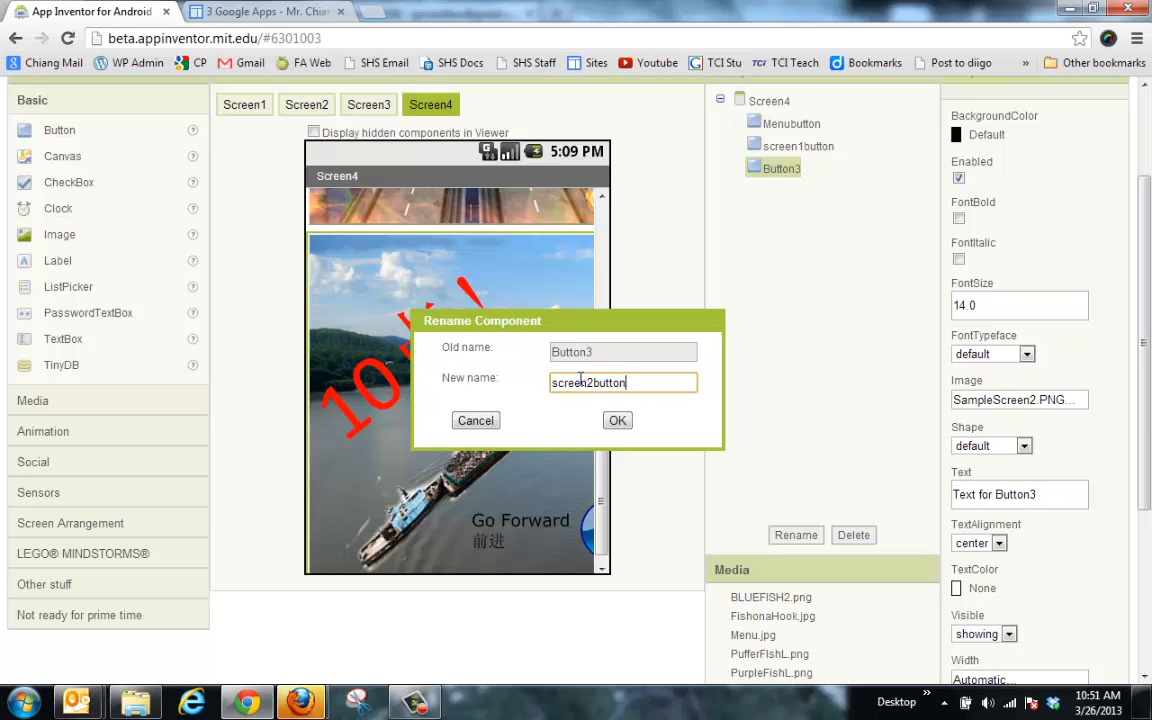 App Inventor for Android
3 Google Apps - Mr. Chian
beta.appinventor.mit.edu/#6301003
Chiang Mail
WP Admin
CP
Gmail
FA Web
SHS Email
SHS Docs
SHS Staff
Sites
Youtube
TCI Stu
TCI Teach
Bookmarks
Post to diigo
»
Other bookmarks
Basic
Button
Canvas
CheckBox
Clock
Image
Label
ListPicker
PasswordTextBox
TextBox
TinyDB
Media
Animation
Social
Sensors
Screen Arrangement
LEGO® MINDSTORMS®
Other stuff
Not ready for prime time
Screen1
Screen2
Screen3
Screen4
Display hidden components in Viewer
5:09 PM
Screen4
Go Forward
前进
Rename Component
Old name:
Button3
New name:
screen2button
Cancel
OK
Screen4
Menubutton
screen1button
Button3
Rename
Delete
Media
BLUEFISH2.png
FishonaHook.jpg
Menu.jpg
PufferFIshL.png
PurpleFishL.png
BackgroundColor
Default
Enabled
FontBold
FontItalic
FontSize
14.0
FontTypeface
default
Image
SampleScreen2.PNG...
Shape
default
Text
Text for Button3
TextAlignment
center
TextColor
None
Visible
showing
Width
Automatic...
Desktop
»
10:51 AM
3/26/2013